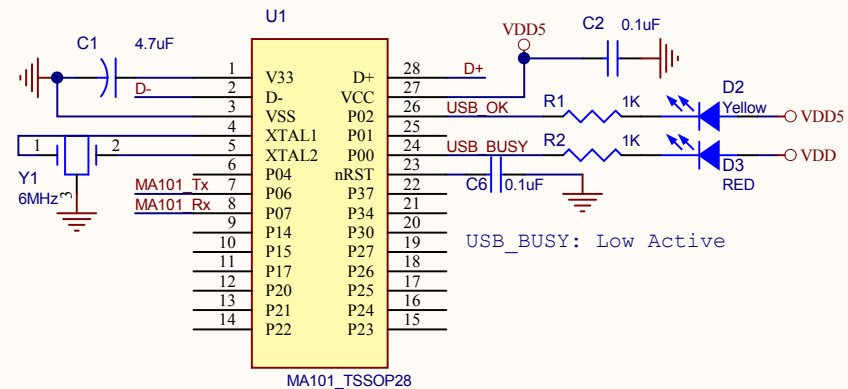 U1
C1 4.7uF
VDD5
C2 0.1uF
1 V33 D+ 28 D+
D- 2 D- VCC 27
3 VSS P02 26 USB_OK R1 1K D2 Yellow VDD5
4 XTAL1 P01 25
1 2 5 XTAL2 P00 24 USB_BUSY R2 1K D3 RED VDD
Y1 6MHz 3
6 P04 nRST 23 C6 0.1uF
MA101_Tx 7 P06 P37 22
MA101_Rx 8 P07 P34 21
9 P14 P30 20
10 P15 P27 19
11 P17 P26 18
12 P20 P25 17
13 P21 P24 16
14 P22 P23 15
USB_BUSY: Low Active
MA101_TSSOP28